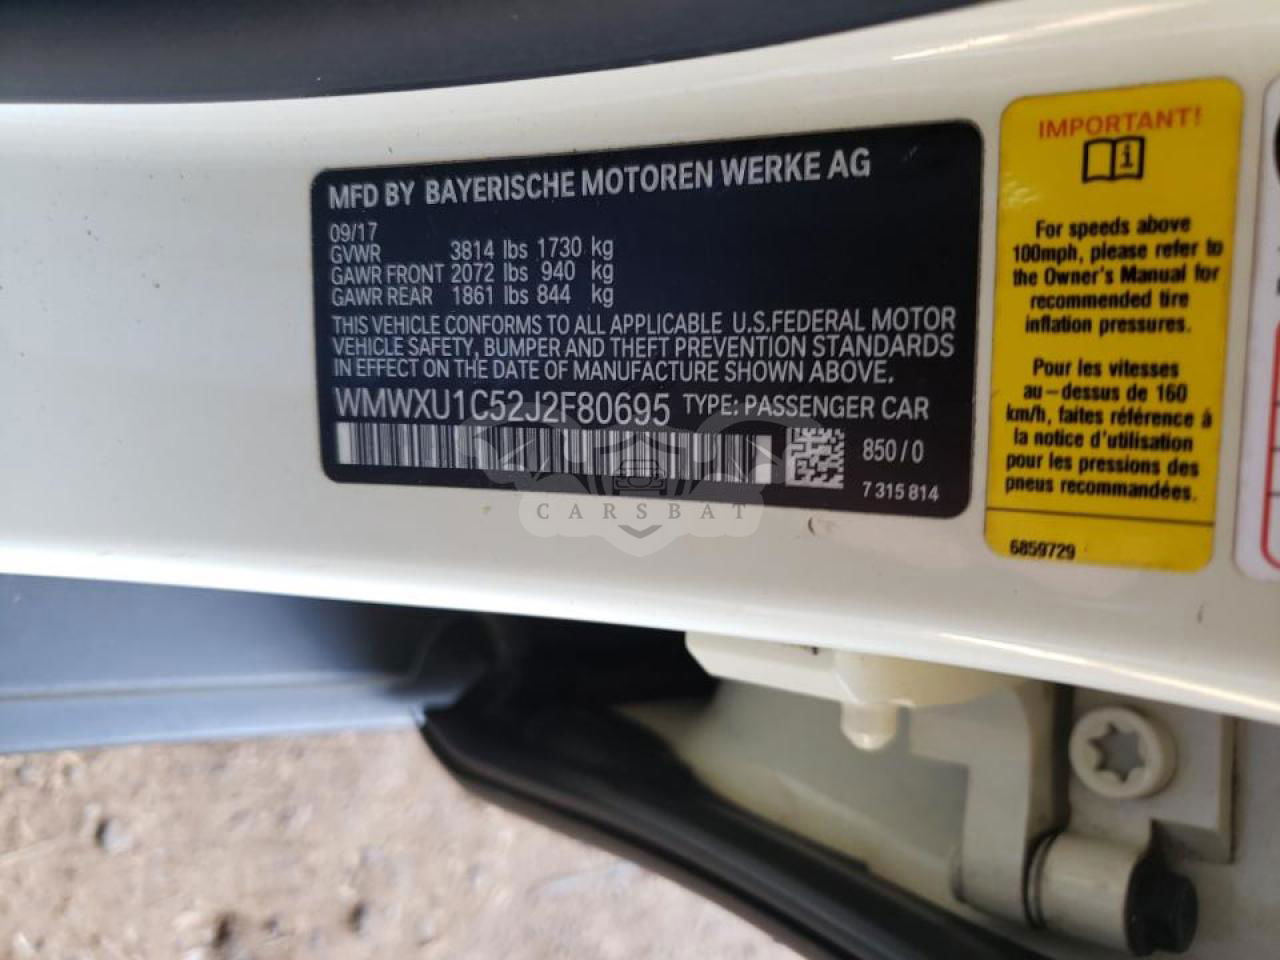 MFD BY BAYERISCHE MOTOREN WERKE AG
09/17
GVWR 3814 lbs 1730 kg
GAWR FRONT 2072 lbs 940 kg
GAWR REAR 1861 lbs 844 kg
THIS VEHICLE CONFORMS TO ALL APPLICABLE U.S.FEDERAL MOTOR
VEHICLE SAFETY, BUMPER AND THEFT PREVENTION STANDARDS
IN EFFECT ON THE DATE OF MANUFACTURE SHOWN ABOVE.
WMWXU1C52J2F80695 TYPE: PASSENGER CAR
850/0
7 315 814
CARSBAT
IMPORTANT!
i
For speeds above
100mph, please refer to
the Owner's Manual for
recommended tire
inflation pressures.
Pour les vitesses
au-dessus de 160
km/h, faites référence à
la notice d'utilisation
pour les pressions des
pneus recommandées.
6859729